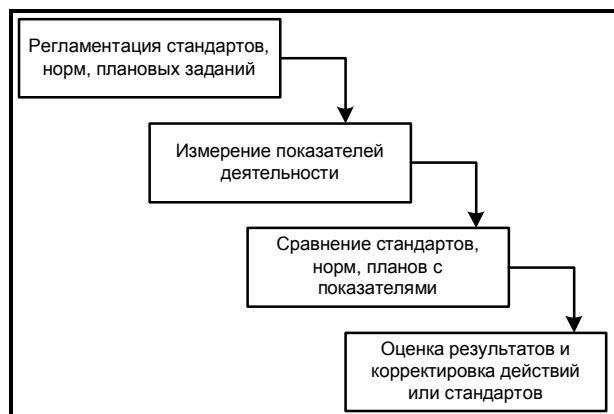 Регламентация стандартов,
норм, плановых заданий
Измерение показателей
деятельности
Сравнение стандартов,
норм, планов с
показателями
Оценка результатов и
корректировка действий
или стандартов